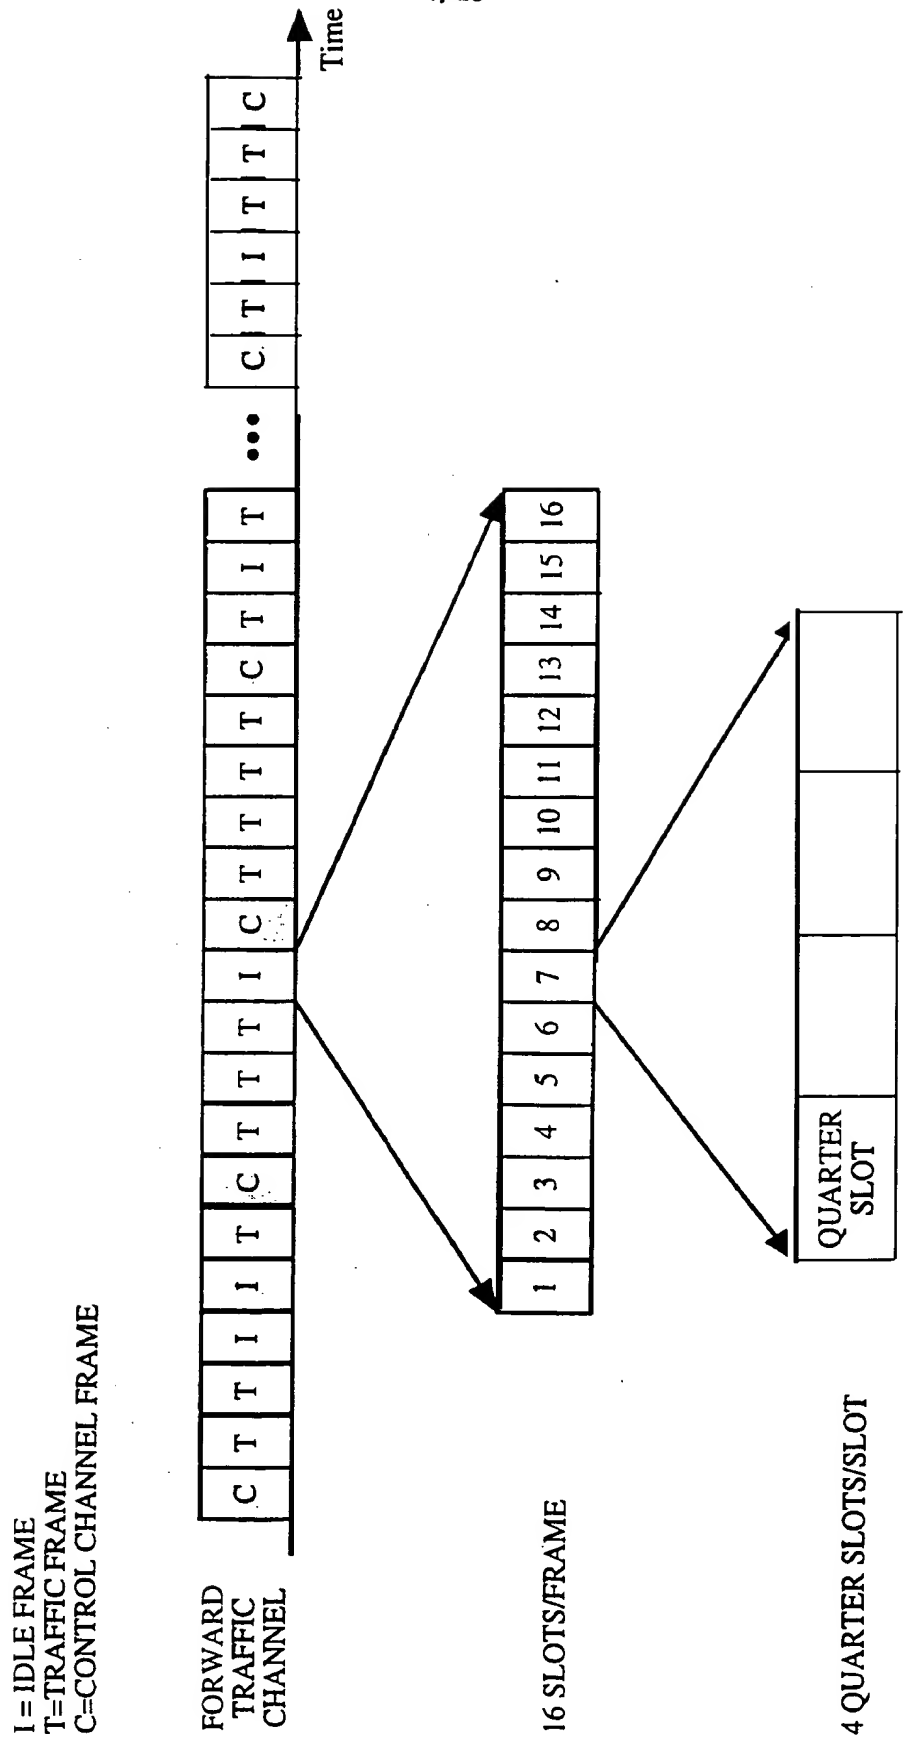 I = IDLE FRAME
T=TRAFFIC FRAME
C=CONTROL CHANNEL FRAME
FORWARD
TRAFFIC
CHANNEL
C T T I I T C T T T I C T T T T C T I T ••• C T I T T C
Time
16 SLOTS/FRAME
1 2 3 4 5 6 7 8 9 10 11 12 13 14 15 16
4 QUARTER SLOTS/SLOT
QUARTER
SLOT